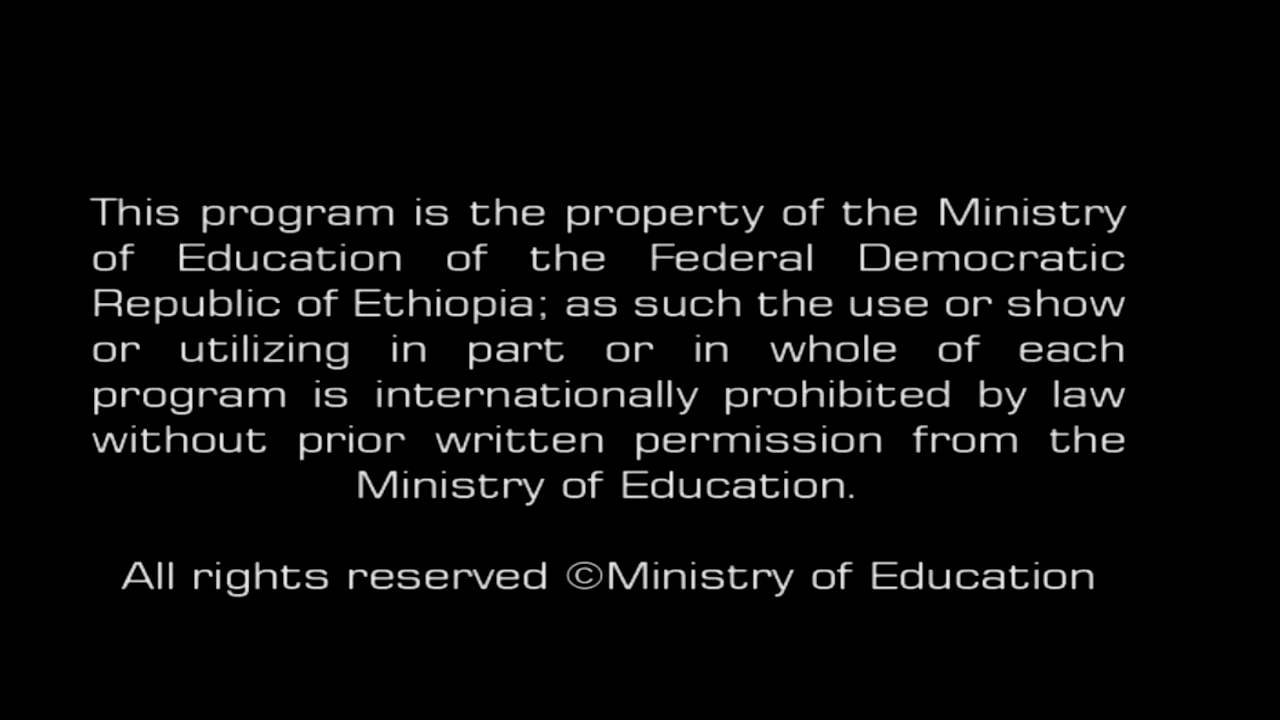 This program is the property of the Ministry
of Education of the Federal Democratic
Republic of Ethiopia; as such the use or show
or utilizing in part or in whole of each
program is internationally prohibited by law
without prior written permission from the
Ministry of Education.
All rights reserved ©Ministry of Education